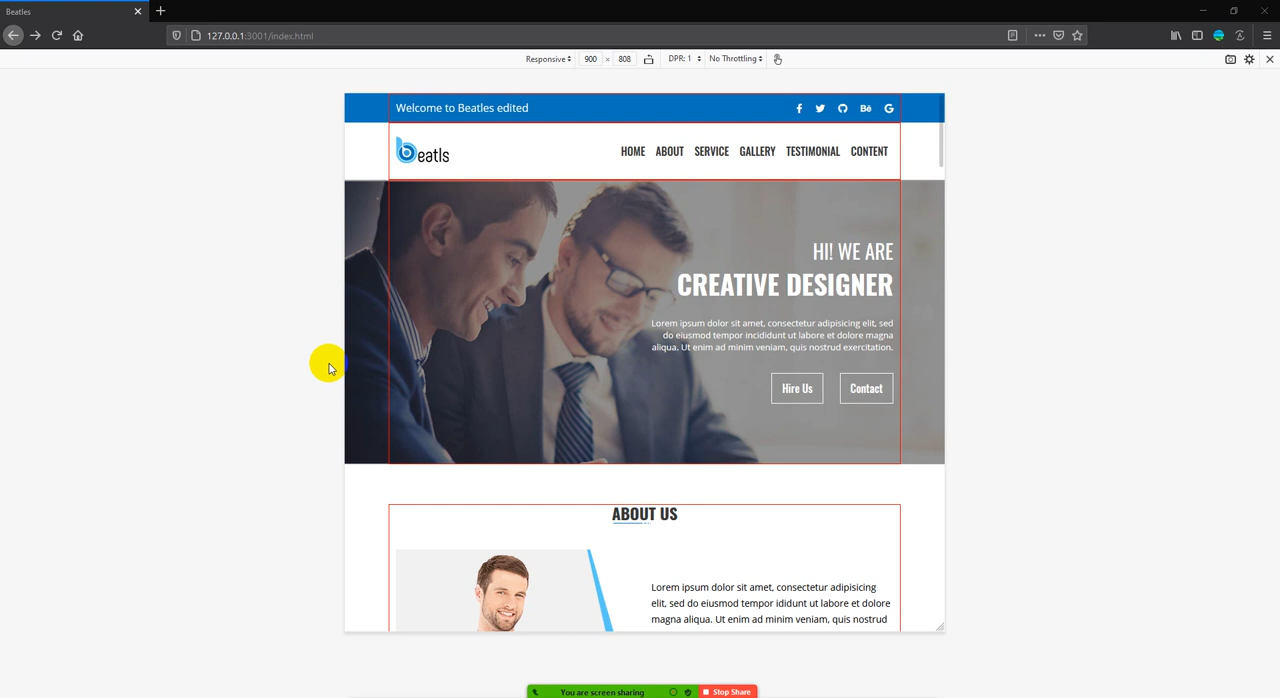 Beatles
127.0.0.1:3001/index.html
Responsive 900 × 808 DPR: 1 No Throttling
Welcome to Beatles edited
beatls
HOME ABOUT SERVICE GALLERY TESTIMONIAL CONTENT
HI! WE ARE
CREATIVE DESIGNER
Lorem ipsum dolor sit amet, consectetur adipisicing elit, sed
do eiusmod tempor incididunt ut labore et dolore magna
aliqua. Ut enim ad minim veniam, quis nostrud exercitation.
Hire Us Contact
ABOUT US
Lorem ipsum dolor sit amet, consectetur adipisicing
elit, sed do eiusmod tempor ididunt ut labore et dolore
magna aliqua. Ut enim ad minim veniam, quis nostrud
You are screen sharing Stop Share